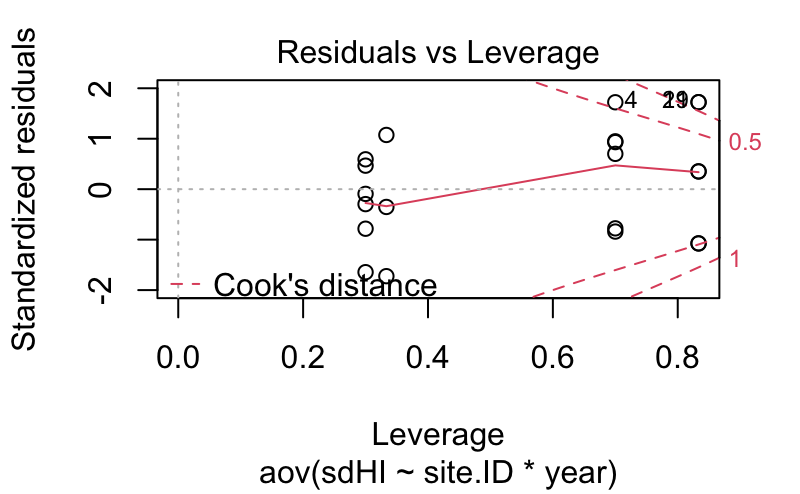 Residuals vs Leverage
Standardized residuals
2
1
0
-2
4
0.5
1
Cook's distance
0.0 0.2 0.4 0.6 0.8
Leverage
aov(sdHI ~ site.ID * year)